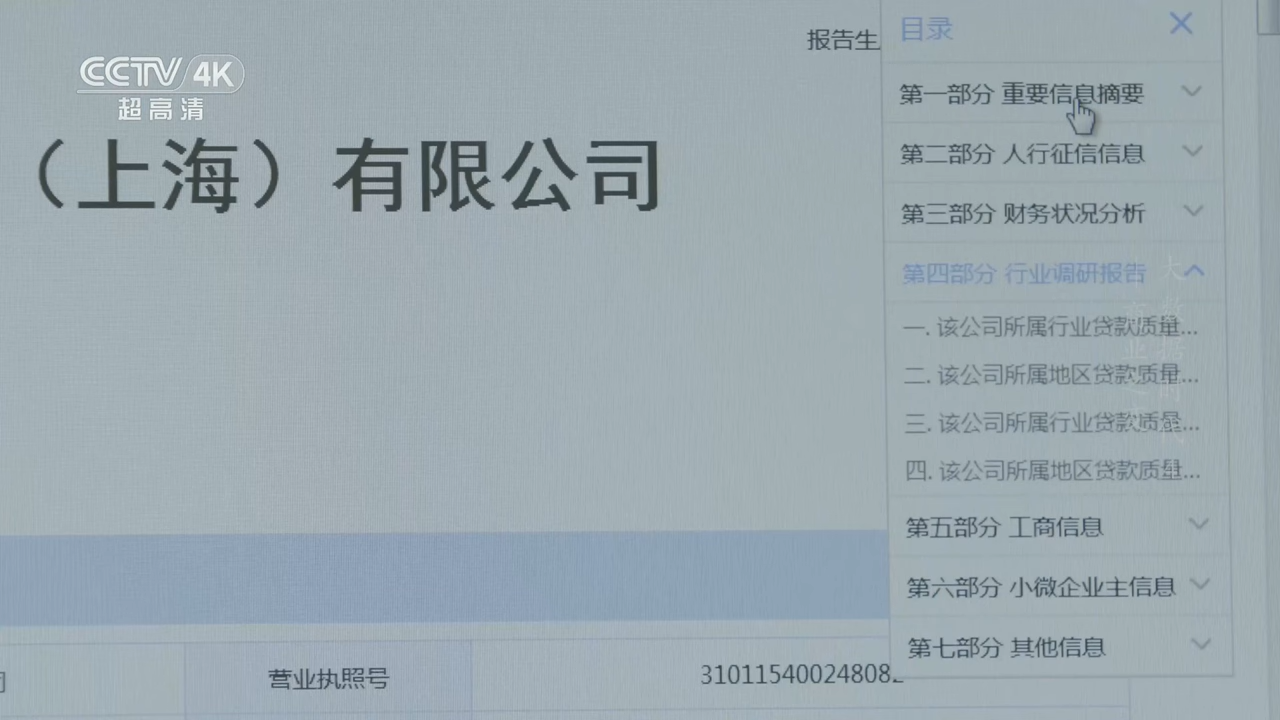 CCTV 4K
超高清
报告生
（上海）有限公司
营业执照号
31011540024808
目录
第一部分 重要信息摘要
第二部分 人行征信信息
第三部分 财务状况分析
第四部分 行业调研报告
一. 该公司所属行业贷款质量...
二. 该公司所属地区贷款质量...
三. 该公司所属行业贷款质量...
四. 该公司所属地区贷款质量...
第五部分 工商信息
第六部分 小微企业主信息
第七部分 其他信息